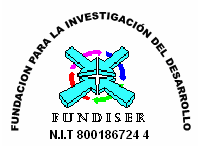 FUNDACION PARA LA INVESTIGACIÓN DEL DESARROLLO
FUNDISER
N.I.T 800186724 4